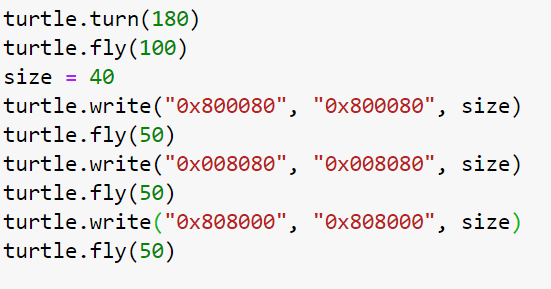 turtle.turn(180)
turtle.fly(100)
size = 40
turtle.write("0x800080", "0x800080", size)
turtle.fly(50)
turtle.write("0x008080", "0x008080", size)
turtle.fly(50)
turtle.write("0x808000", "0x808000", size)
turtle.fly(50)